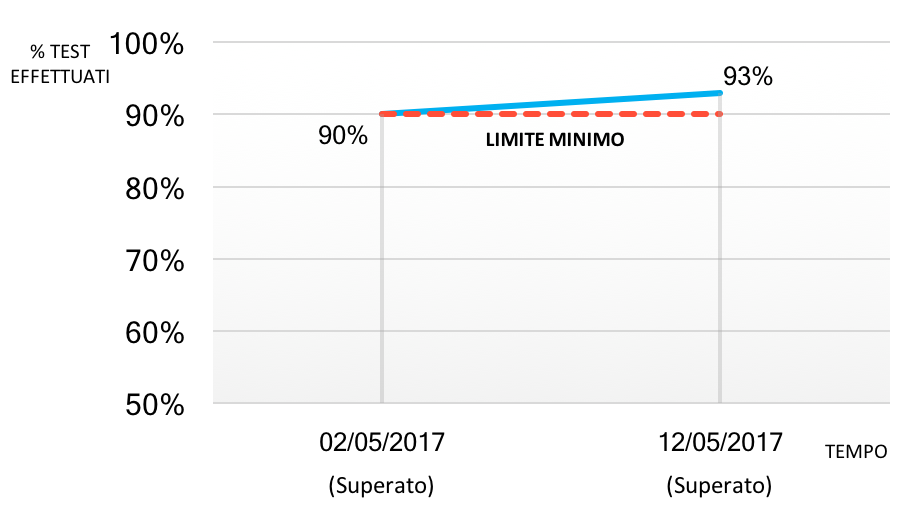 % TEST
EFFETTUATI
100%
93%
90%
90%
LIMITE MINIMO
80%
70%
60%
50%
02/05/2017
12/05/2017
TEMPO
(Superato)
(Superato)